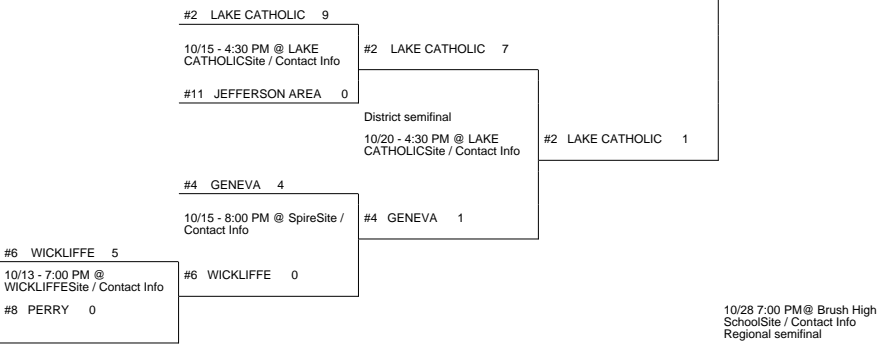 #2 LAKE CATHOLIC 9
10/15 - 4:30 PM @ LAKE
CATHOLICSite / Contact Info
#11 JEFFERSON AREA 0
#2 LAKE CATHOLIC 7
District semifinal
10/20 - 4:30 PM @ LAKE
CATHOLICSite / Contact Info
#2 LAKE CATHOLIC 1
#4 GENEVA 4
10/15 - 8:00 PM @ SpireSite /
Contact Info
#4 GENEVA 1
#6 WICKLIFFE 5
10/13 - 7:00 PM @
WICKLIFFESite / Contact Info
#8 PERRY 0
#6 WICKLIFFE 0
10/28 7:00 PM@ Brush High
SchoolSite / Contact Info
Regional semifinal